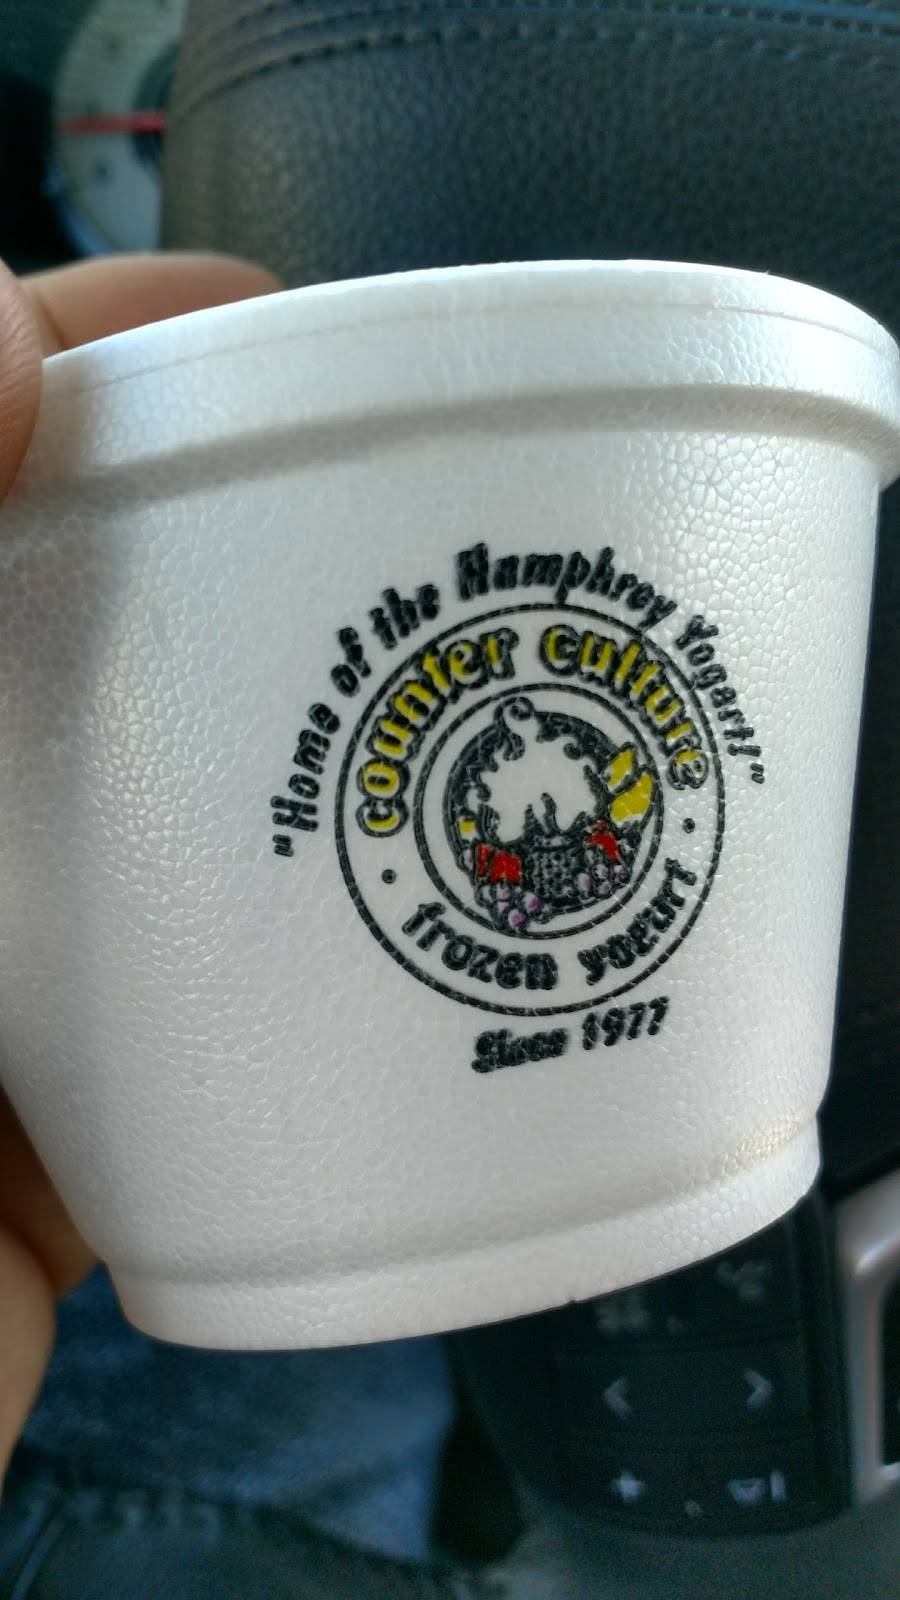 "Home of the Humphrey Yogart!"
counter culture
frozen yogurt
Since 1977